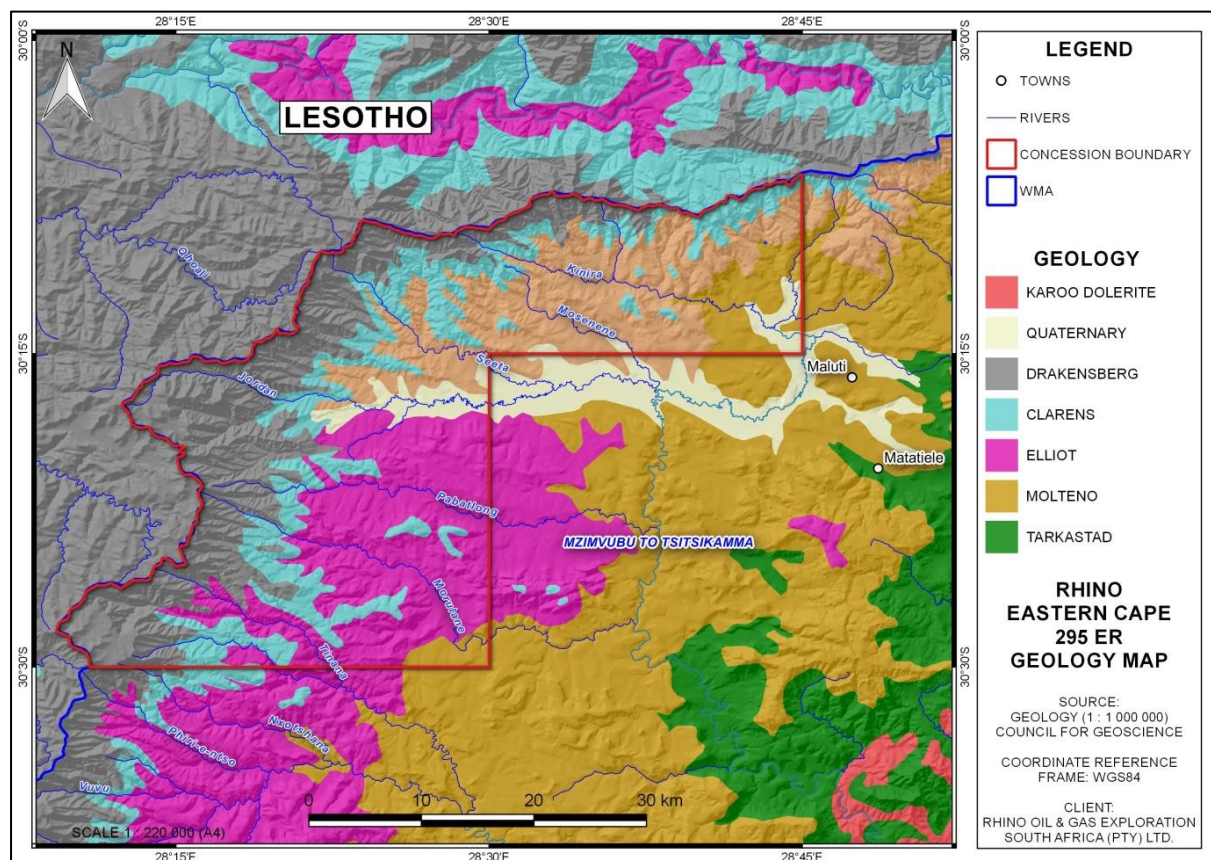 28°15'E
28°30'E
28°45'E
30°00'S
30°00'S
N
LESOTHO
Qhoali
Kinira
Mosenene
30°15'S
30°15'S
Seeta
Jordan
Maluti
Matatiele
Pabatlong
MZIMVUBU TO TSITSIKAMMA
Morulane
30°30'S
30°30'S
Tinana
Nxotshana
Phiri-e-ntso
Vuvu
0 10 20 30 km
SCALE 1 : 220 000 (A4)
28°15'E
28°30'E
28°45'E
LEGEND
TOWNS
RIVERS
CONCESSION BOUNDARY
WMA
GEOLOGY
KAROO DOLERITE
QUATERNARY
DRAKENSBERG
CLARENS
ELLIOT
MOLTENO
TARKASTAD
RHINO
EASTERN CAPE
295 ER
GEOLOGY MAP
SOURCE:
GEOLOGY (1 : 1 000 000)
COUNCIL FOR GEOSCIENCE
COORDINATE REFERENCE
FRAME: WGS84
CLIENT:
RHINO OIL & GAS EXPLORATION
SOUTH AFRICA (PTY) LTD.